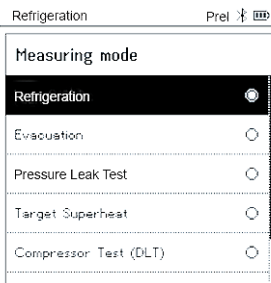 Refrigeration Prel
Measuring mode
Refrigeration
Evacuation
Pressure Leak Test
Target Superheat
Compressor Test (DLT)